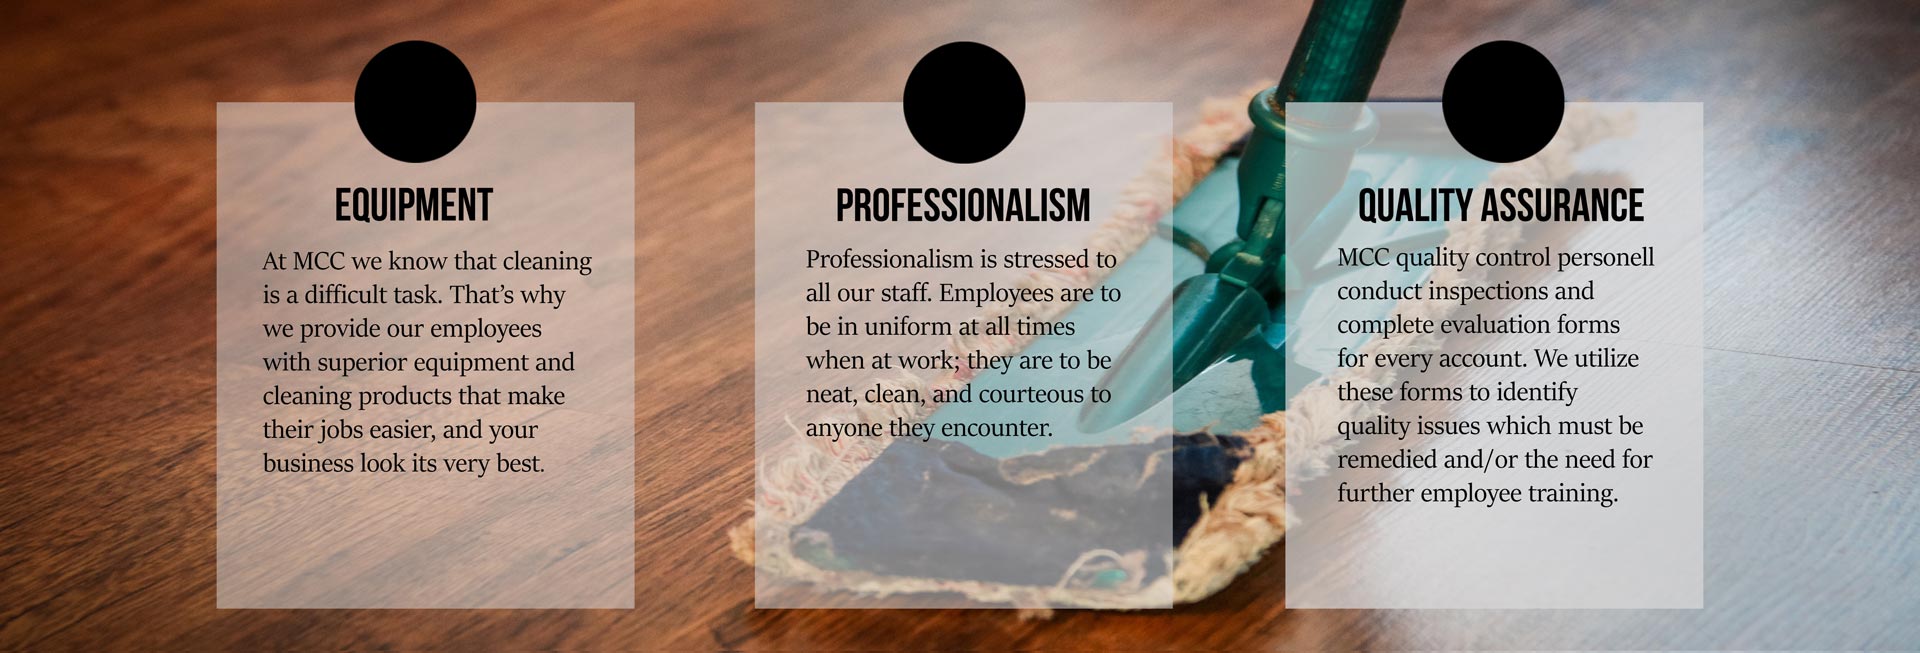 EQUIPMENT
At MCC we know that cleaning
is a difficult task. That’s why
we provide our employees
with superior equipment and
cleaning products that make
their jobs easier, and your
business look its very best.
PROFESSIONALISM
Professionalism is stressed to
all our staff. Employees are to
be in uniform at all times
when at work; they are to be
neat, clean, and courteous to
anyone they encounter.
QUALITY ASSURANCE
MCC quality control personell
conduct inspections and
complete evaluation forms
for every account. We utilize
these forms to identify
quality issues which must be
remedied and/or the need for
further employee training.